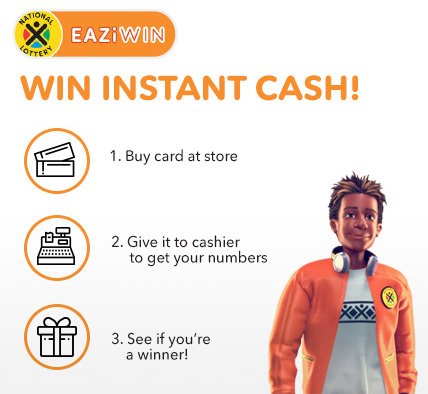 NATIONAL
LOTTERY
EAZiWIN
WIN INSTANT CASH!
1. Buy card at store
2. Give it to cashier
to get your numbers
3. See if you're
a winner!